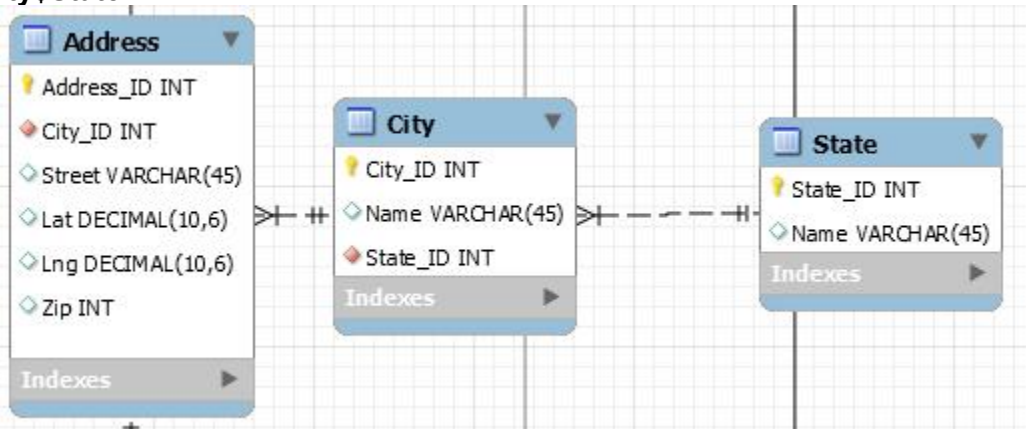 Address
Address_ID INT
City_ID INT
Street VARCHAR(45)
Lat DECIMAL(10,6)
Lng DECIMAL(10,6)
Zip INT
Indexes
City
City_ID INT
Name VARCHAR(45)
State_ID INT
Indexes
State
State_ID INT
Name VARCHAR(45)
Indexes